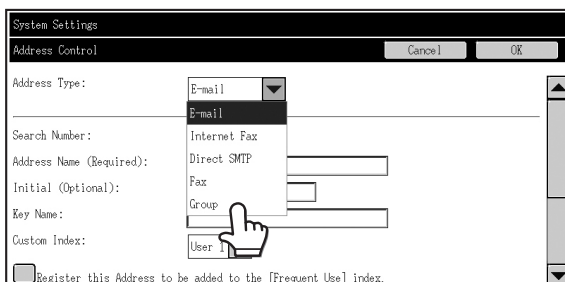 System Settings
Address Control
Cancel
OK
Address Type:
E-mail
E-mail
Internet Fax
Direct SMTP
Fax
Group
Search Number:
Address Name (Required):
Initial (Optional):
Key Name:
Custom Index:
User 1
Register this Address to be added to the [Frequent Use] index.